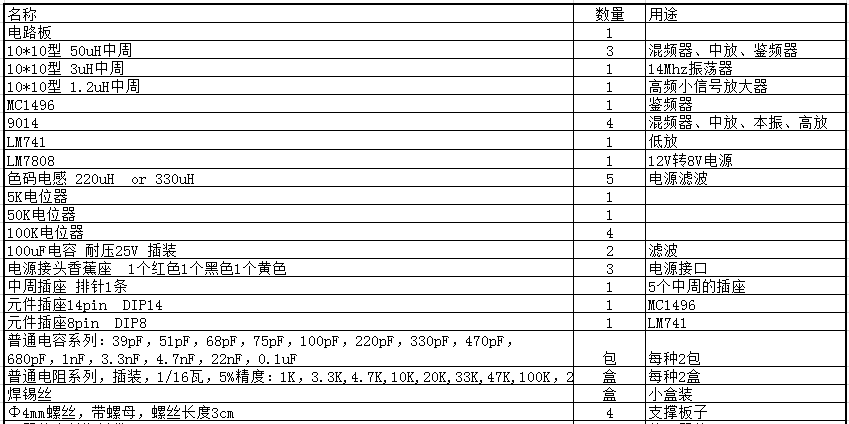 名称 数量 用途
电路板 1
10*10型 50uH中周 3 混频器、中放、鉴频器
10*10型 3uH中周 1 14Mhz振荡器
10*10型 1.2uH中周 1 高频小信号放大器
MC1496 1 鉴频器
9014 4 混频器、中放、本振、高放
LM741 1 低放
LM7808 1 12V转8V电源
色码电感 220uH or 330uH 5 电源滤波
5K电位器 1
50K电位器 1
100K电位器 4
100uF电容 耐压25V 插装 2 滤波
电源接头香蕉座 1个红色1个黑色1个黄色 3 电源接口
中周插座 排针1条 1 5个中周的插座
元件插座14pin DIP14 1 MC1496
元件插座8pin DIP8 1 LM741
普通电容系列：39pF，51pF，68pF，75pF，100pF，220pF，330pF，470pF，
680pF，1nF，3.3nF，4.7nF，22nF，0.1uF 包 每种2包
普通电阻系列，插装，1/16瓦，5%精度：1K，3.3K,4.7K,10K,20K,33K,47K,100K，2 盒 每种2盒
焊锡丝 盒 小盒装
Φ4mm螺丝，带螺母，螺丝长度3cm 4 支撑板子